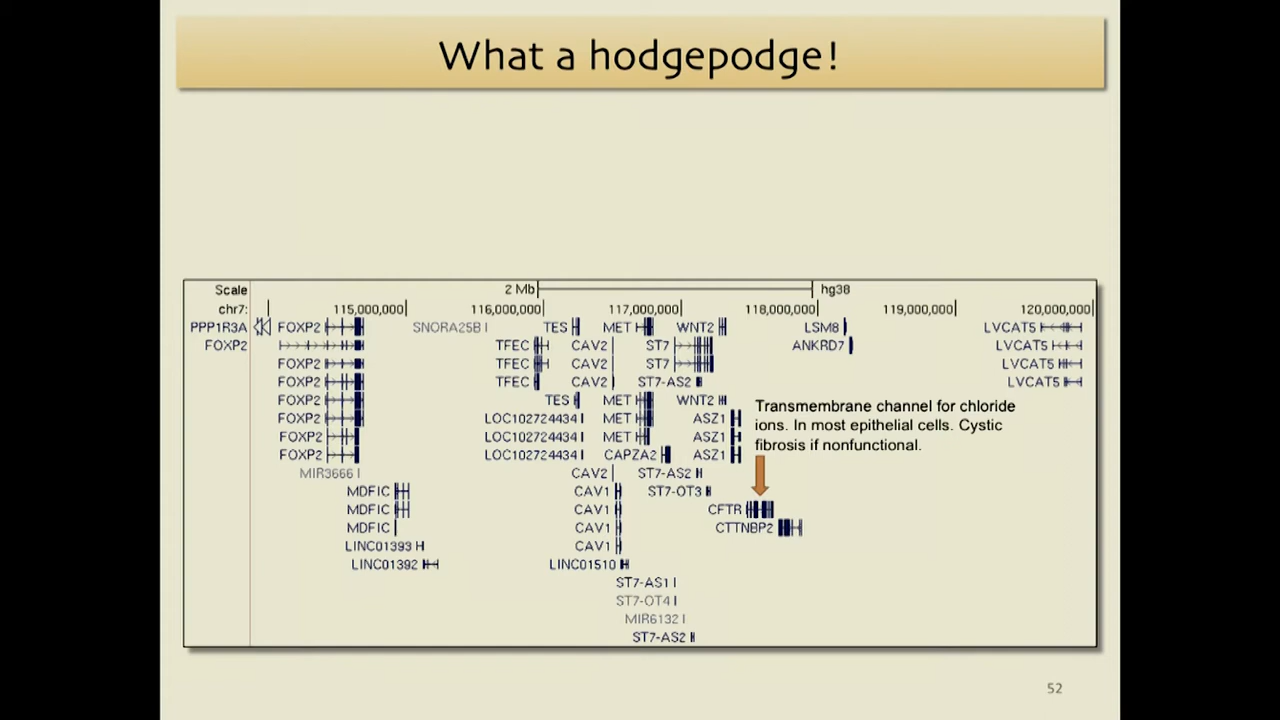 What a hodgepodge!
Scale 2 Mb hg38
chr7: 115,000,000 116,000,000 117,000,000 118,000,000 119,000,000 120,000,000
PPP1R3A FOXP2 SNORA25B TES MET WNT2 LSM8 LVCAT5
FOXP2 TFEC CAV2 ST7 ANKRD7 LVCAT5
FOXP2 TFEC CAV2 ST7 LVCAT5
FOXP2 TFEC CAV2 ST7-AS2 LVCAT5
FOXP2 TES MET WNT2
FOXP2 LOC102724434 MET ASZ1
FOXP2 LOC102724434 MET ASZ1
FOXP2 LOC102724434 CAPZA2 ASZ1
Transmembrane channel for chloride
ions. In most epithelial cells. Cystic
fibrosis if nonfunctional.
MIR3666 CAV2 ST7-AS2
MDFIC CAV1 ST7-OT3
MDFIC CAV1 CFTR
MDFIC CAV1 CTTNBP2
LINC01393 CAV1
LINC01392 LINC01510
ST7-AS1
ST7-OT4
MIR6132
ST7-AS2
52